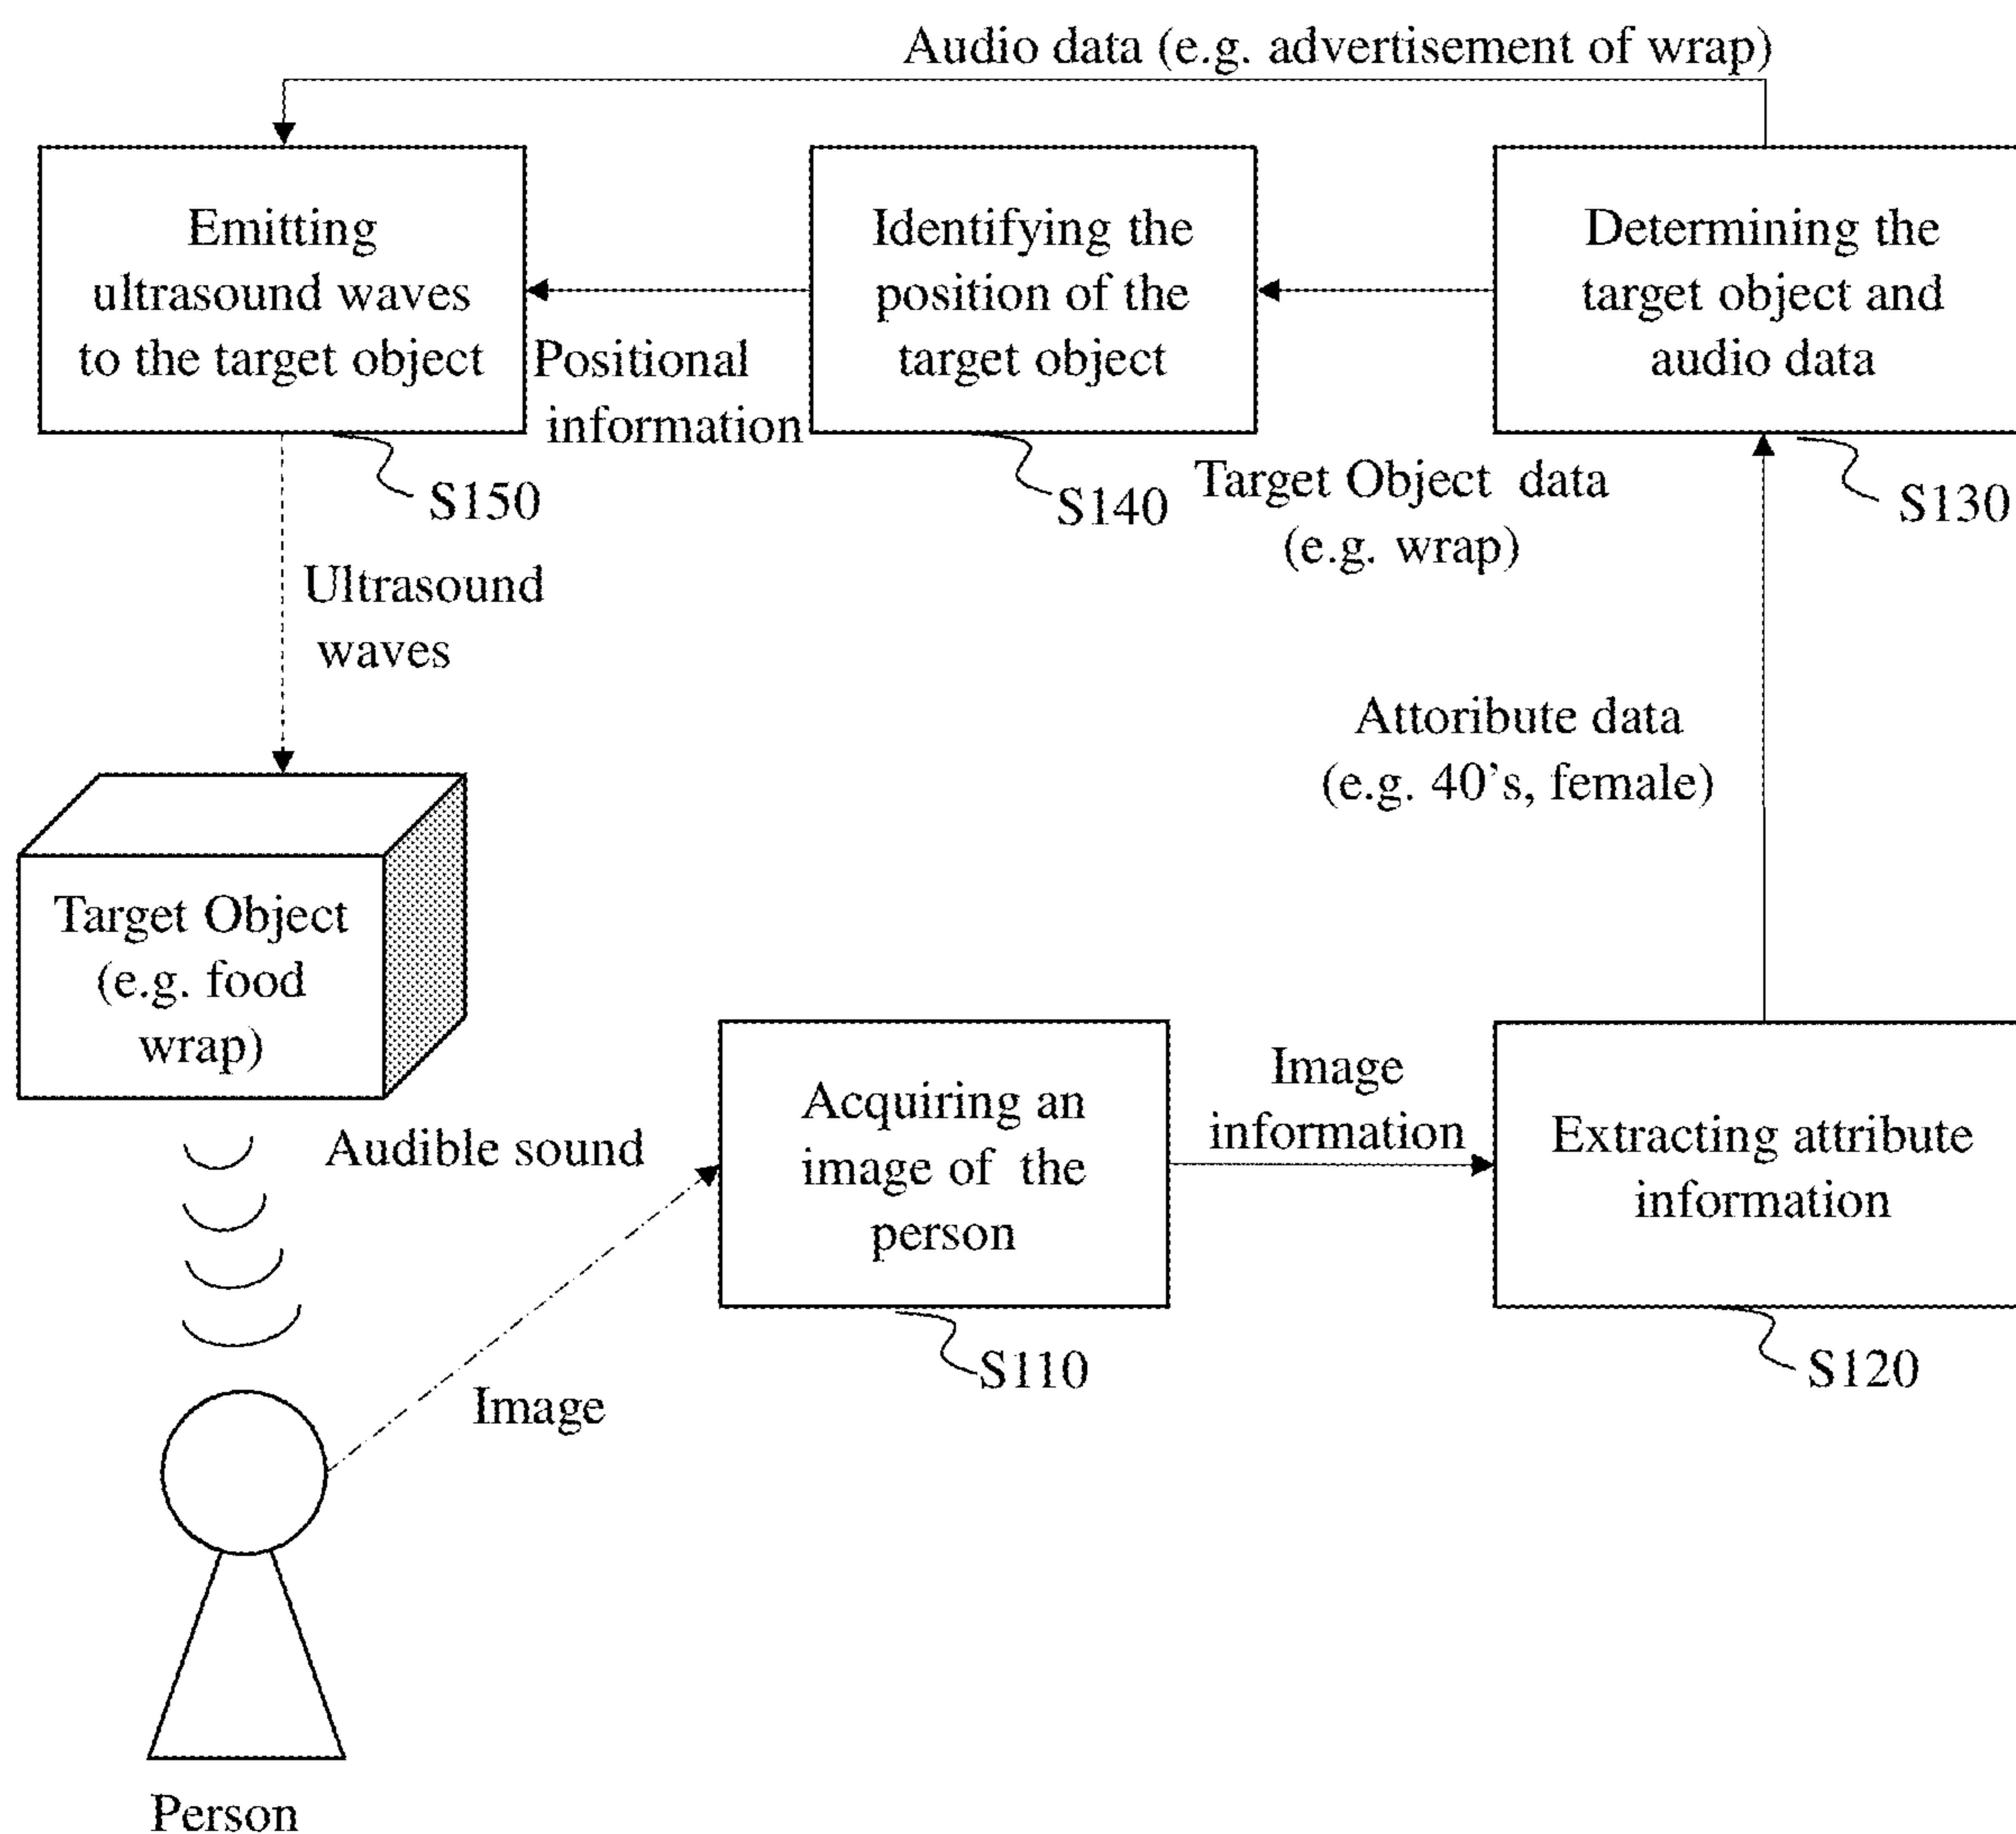 Audio data (e.g. advertisement of wrap)
Emitting
ultrasound waves
to the target object
Identifying the
position of the
target object
Determining the
target object and
audio data
Positional
information
S150
S140
Target Object data
(e.g. wrap)
S130
Ultrasound
waves
Attoribute data
(e.g. 40's, female)
Target Object
(e.g. food
wrap)
Audible sound
Acquiring an
image of the
person
Image
information
Extracting attribute
information
S110
S120
Image
Person